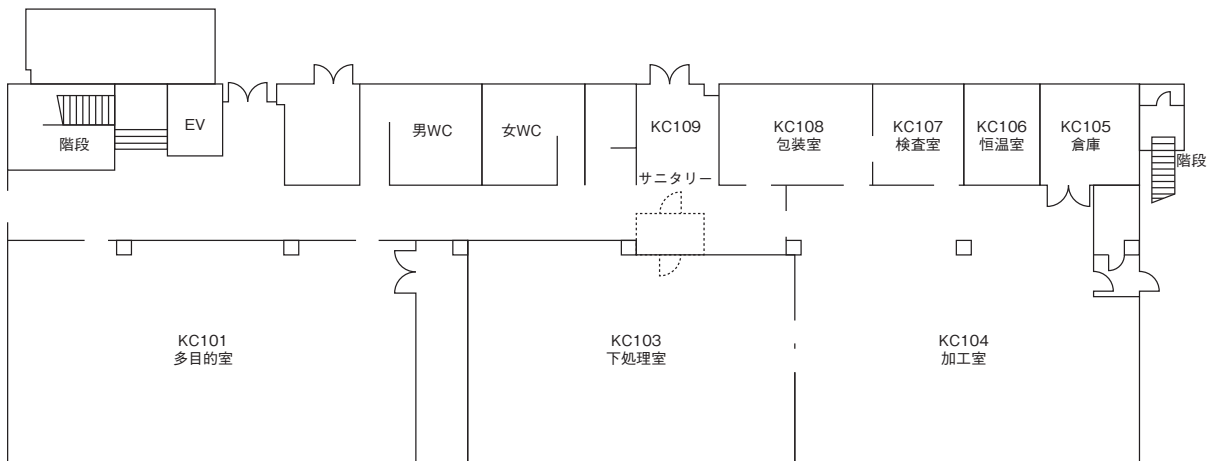 階段
EV
男WC
女WC
KC109
KC108
包装室
KC107
検査室
KC106
恒温室
KC105
倉庫
階段
サニタリー
KC101
多目的室
KC103
下処理室
KC104
加工室